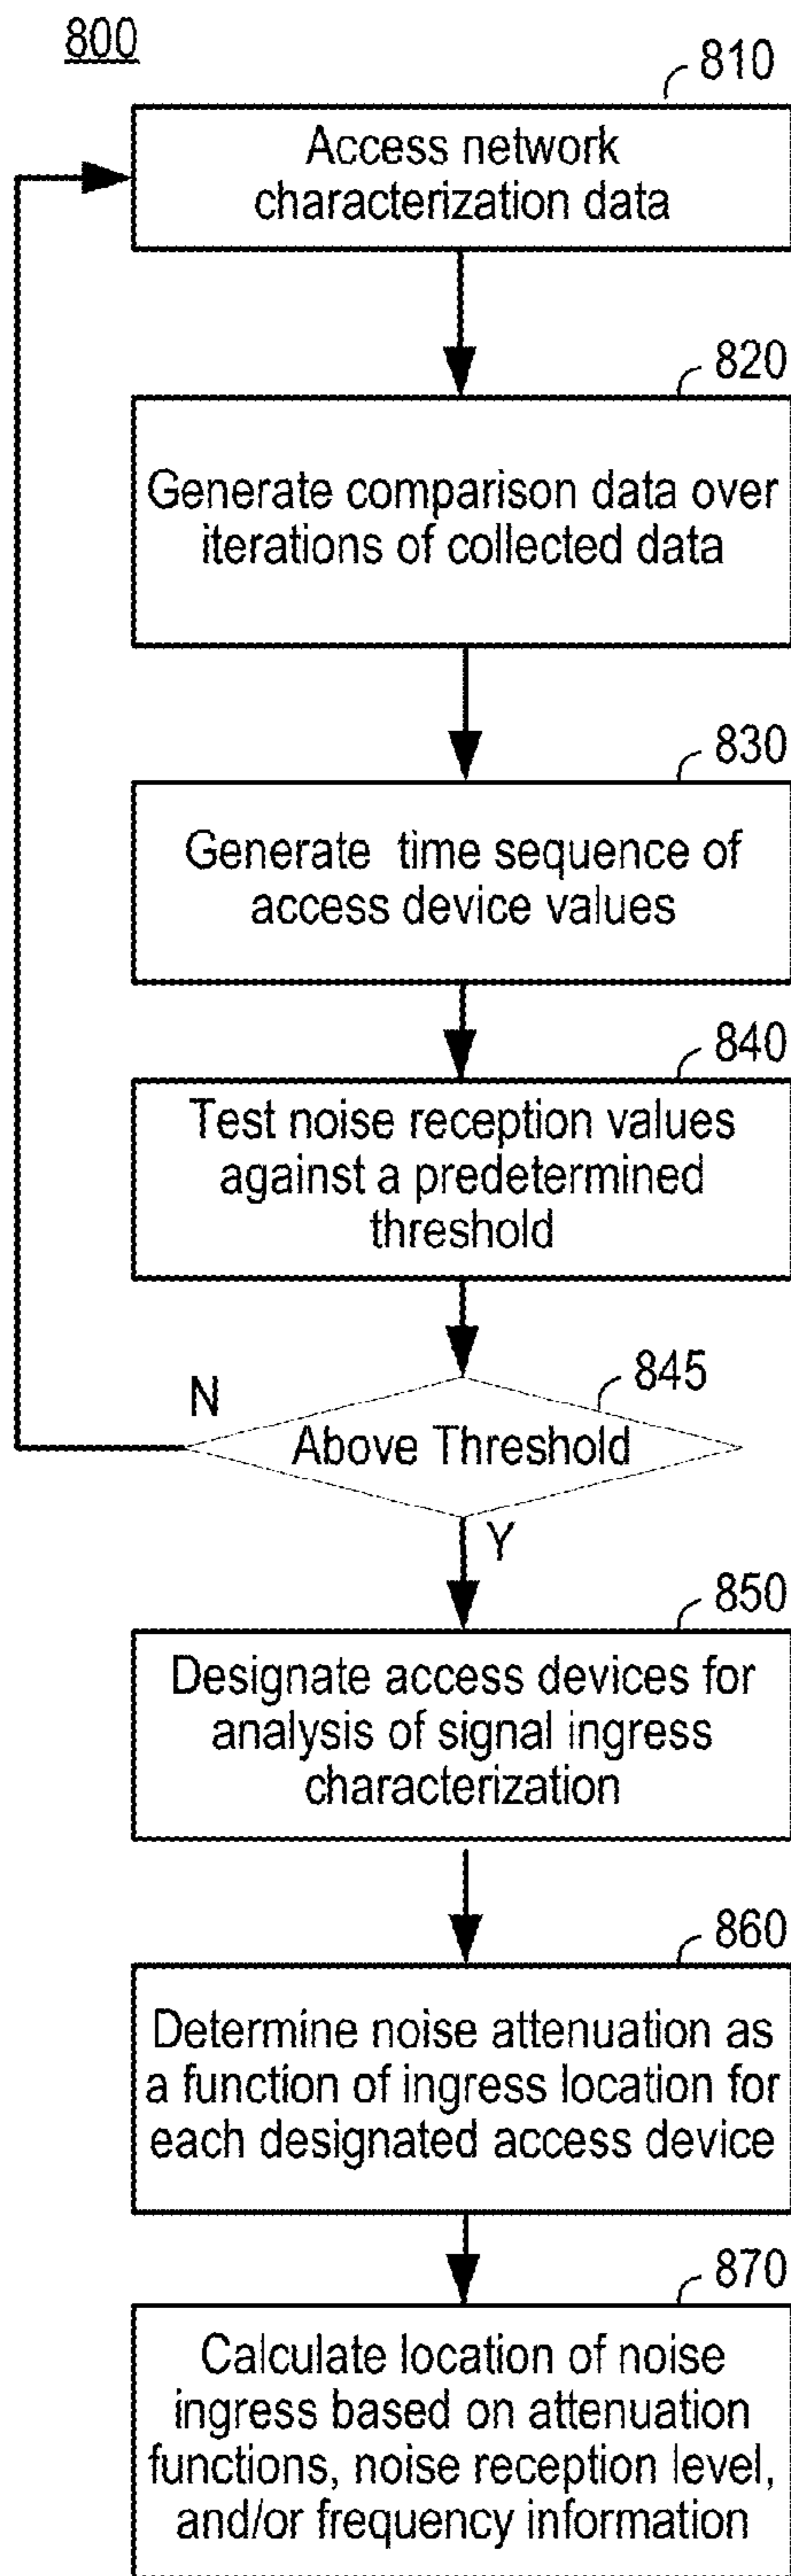 800
810
Access network
characterization data
820
Generate comparison data over
iterations of collected data
830
Generate time sequence of
access device values
840
Test noise reception values
against a predetermined
threshold
845
N
Above Threshold
Y
850
Designate access devices for
analysis of signal ingress
characterization
860
Determine noise attenuation as
a function of ingress location for
each designated access device
870
Calculate location of noise
ingress based on attenuation
functions, noise reception level,
and/or frequency information